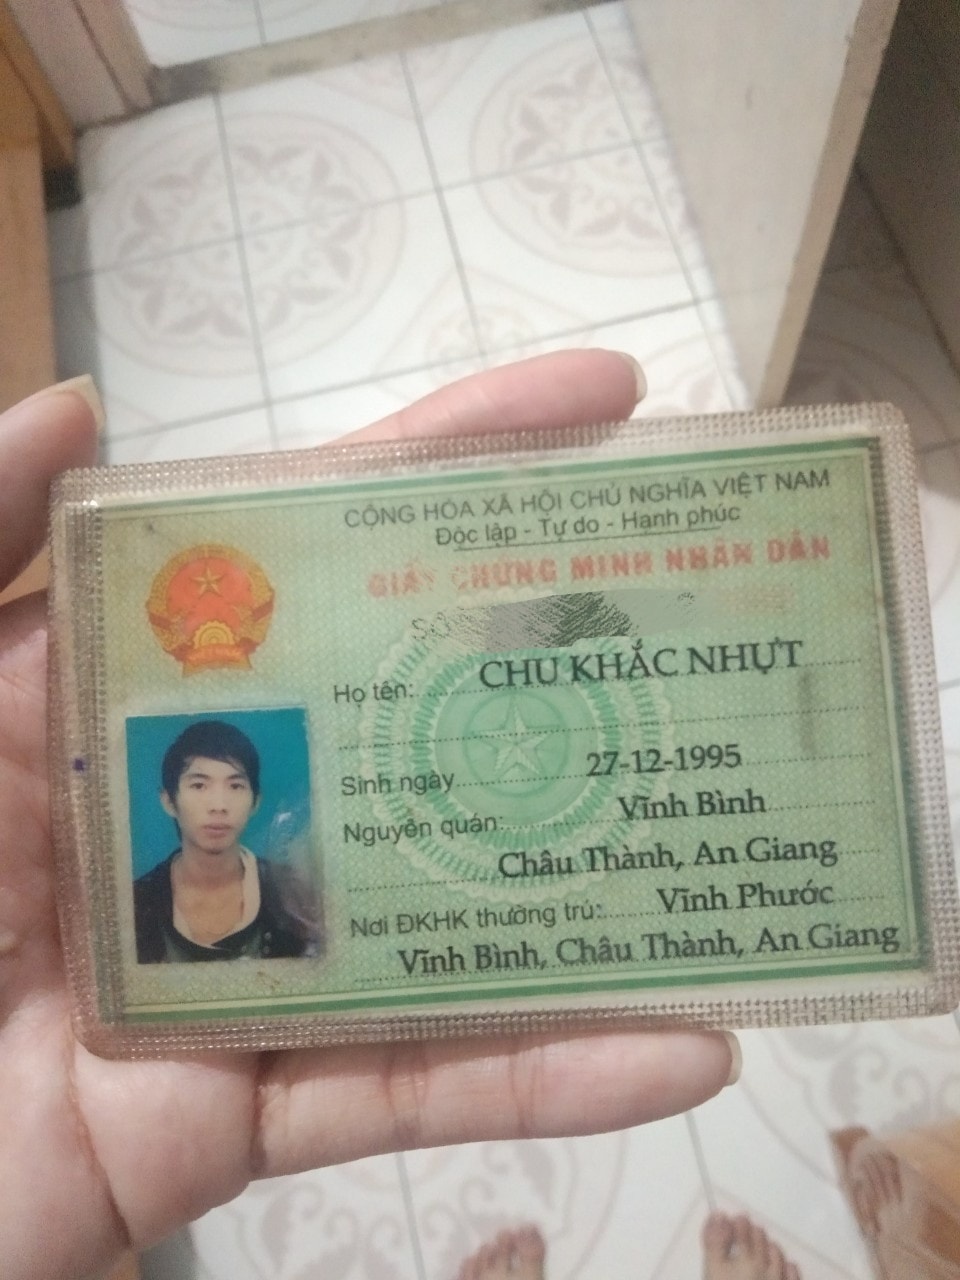 CỘNG HÒA XÃ HỘI CHỦ NGHĨA VIỆT NAM
Độc lập - Tự do - Hạnh phúc
GIẤY CHỨNG MINH NHÂN DÂN
SỐ
Họ tên: CHU KHẮC NHỰT
Sinh ngày 27-12-1995
Nguyên quán: Vĩnh Bình
Châu Thành, An Giang
Nơi ĐKHK thường trú: Vĩnh Phước
Vĩnh Bình, Châu Thành, An Giang